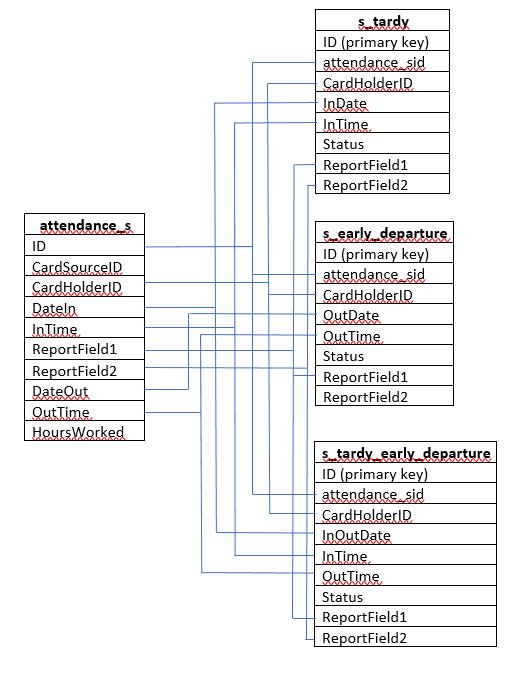 s_tardy
ID (primary key)
attendance_sid
CardHolderID
InDate
InTime
Status
ReportField1
ReportField2
attendance_s
ID
CardSourceID
CardHolderID
DateIn
InTime
ReportField1
ReportField2
DateOut
OutTime
HoursWorked
s_early_departure
ID (primary key)
attendance_sid
CardHolderID
OutDate
OutTime
Status
ReportField1
ReportField2
s_tardy_early_departure
ID (primary key)
attendance_sid
CardHolderID
InOutDate
InTime
OutTime
Status
ReportField1
ReportField2